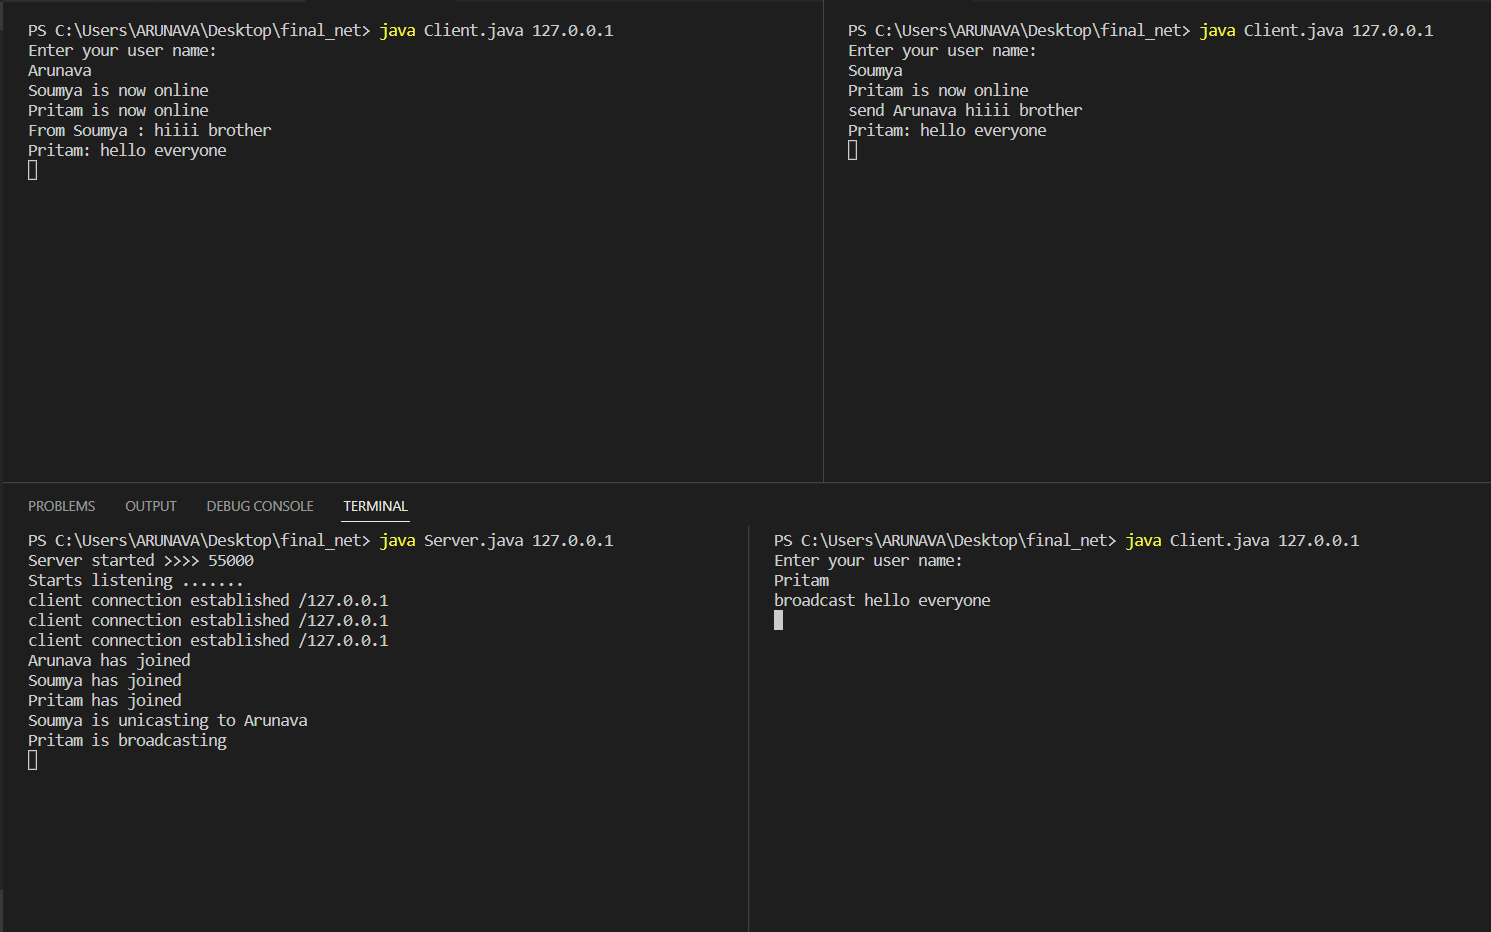 PS C:\Users\ARUNAVA\Desktop\final_net> java Client.java 127.0.0.1
Enter your user name:
Arunava
Soumya is now online
Pritam is now online
From Soumya : hiiii brother
Pritam: hello everyone
PS C:\Users\ARUNAVA\Desktop\final_net> java Client.java 127.0.0.1
Enter your user name:
Soumya
Pritam is now online
send Arunava hiiii brother
Pritam: hello everyone
PROBLEMS OUTPUT DEBUG CONSOLE TERMINAL
PS C:\Users\ARUNAVA\Desktop\final_net> java Server.java 127.0.0.1
Server started >>>> 55000
Starts listening .......
client connection established /127.0.0.1
client connection established /127.0.0.1
client connection established /127.0.0.1
Arunava has joined
Soumya has joined
Pritam has joined
Soumya is unicasting to Arunava
Pritam is broadcasting
PS C:\Users\ARUNAVA\Desktop\final_net> java Client.java 127.0.0.1
Enter your user name:
Pritam
broadcast hello everyone